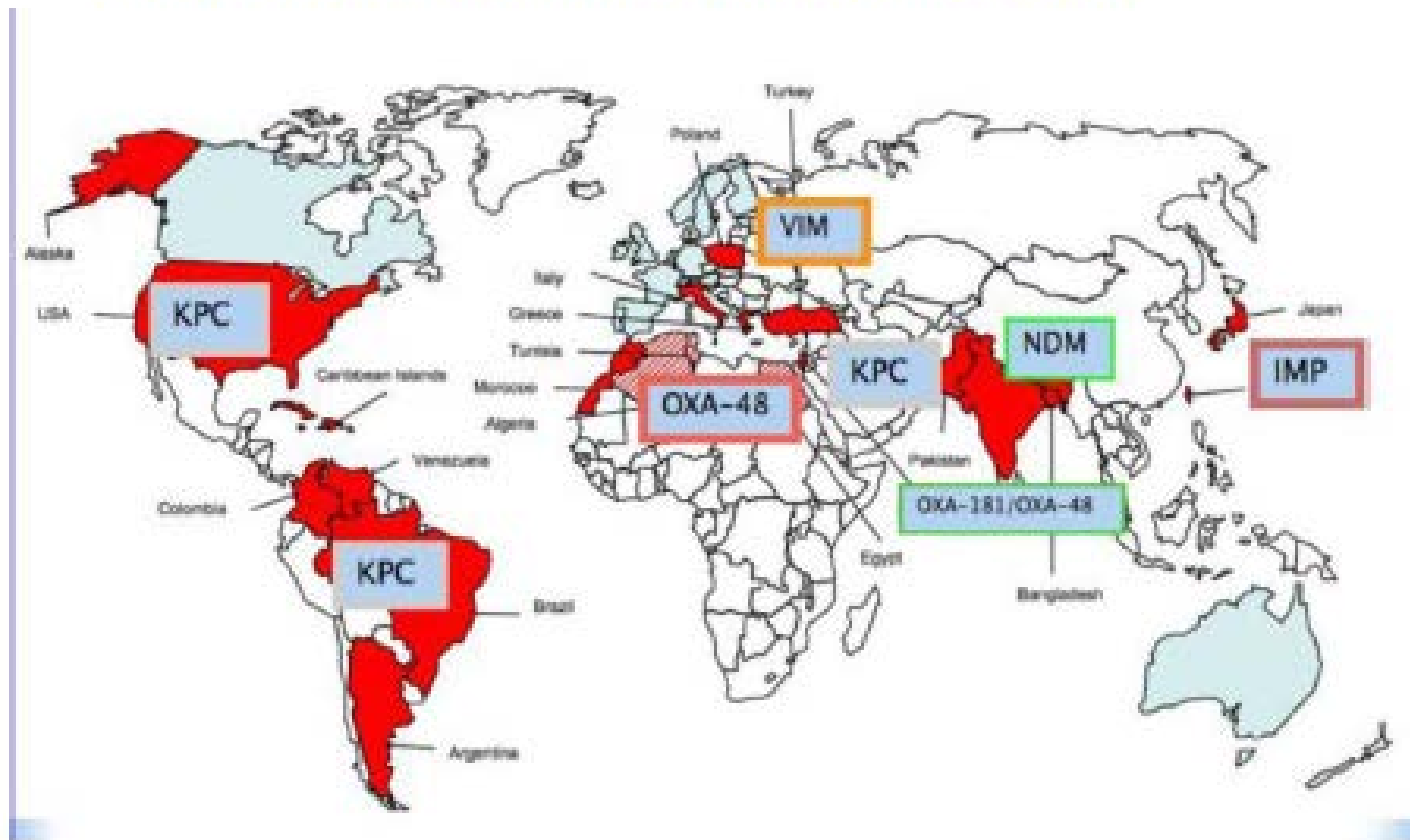 Turkey
Poland
Alaska
VIM
Italy
USA
KPC
Greece
Japan
Tunisia
NDM
Caribbean Islands
KPC
IMP
Morocco
OXA-48
Algeria
Venezuela
Pakistan
Colombia
OXA-181/OXA-48
Egypt
KPC
Bangladesh
Brazil
Argentina